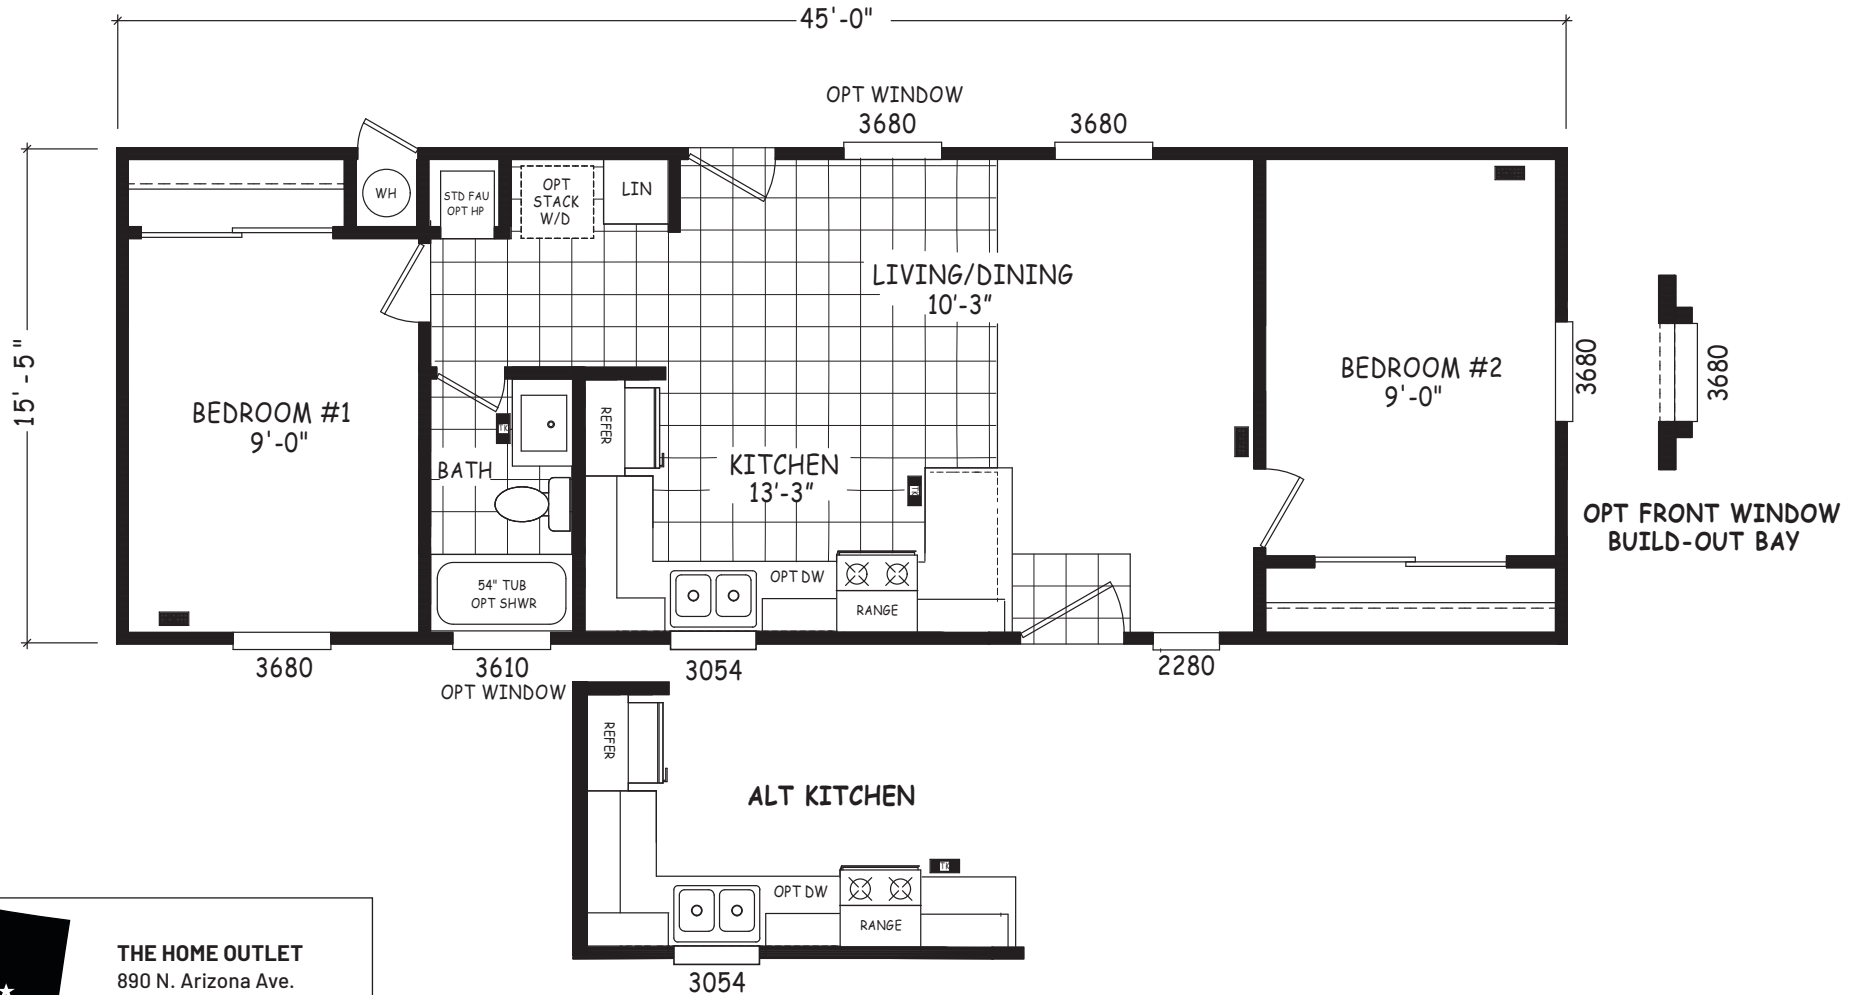 45'-0"
OPT WINDOW
3680
3680
15'-5"
WH
STD FAU
OPT HP
OPT
STACK
W/D
LIN
LIVING/DINING
10'-3"
BEDROOM #1
9'-0"
BATH
REFER
KITCHEN
13'-3"
BEDROOM #2
9'-0"
3680
3680
OPT FRONT WINDOW
BUILD-OUT BAY
54" TUB
OPT SHWR
OPT DW
RANGE
3680
3610
OPT WINDOW
3054
2280
REFER
ALT KITCHEN
OPT DW
RANGE
3054
THE HOME OUTLET
890 N. Arizona Ave.